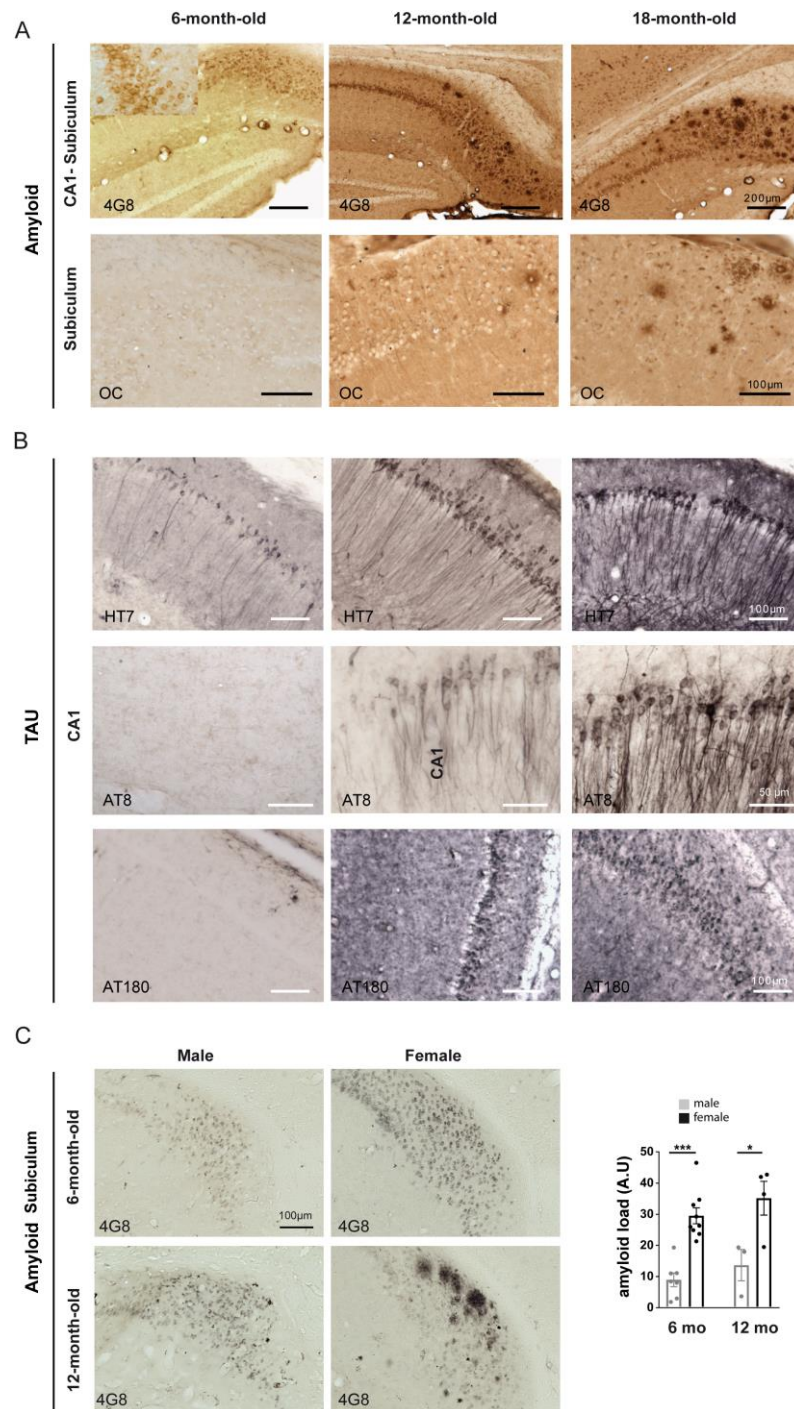 6-month-old 12-month-old 18-month-old
A
Amyloid
CA1- Subiculum
4G8 4G8 200µm 4G8
Subiculum
OC OC 100µm OC
B
TAU
CA1
HT7 HT7 100µm HT7
CA1
AT8 AT8 50 µm AT8
AT180 AT180 100µm AT180
C
Male Female
Amyloid Subiculum
6-month-old
100µm
4G8 4G8
12-month-old
4G8 4G8
male
female
*** *
amyloid load (A.U)
50
40
30
20
10
0
6 mo 12 mo